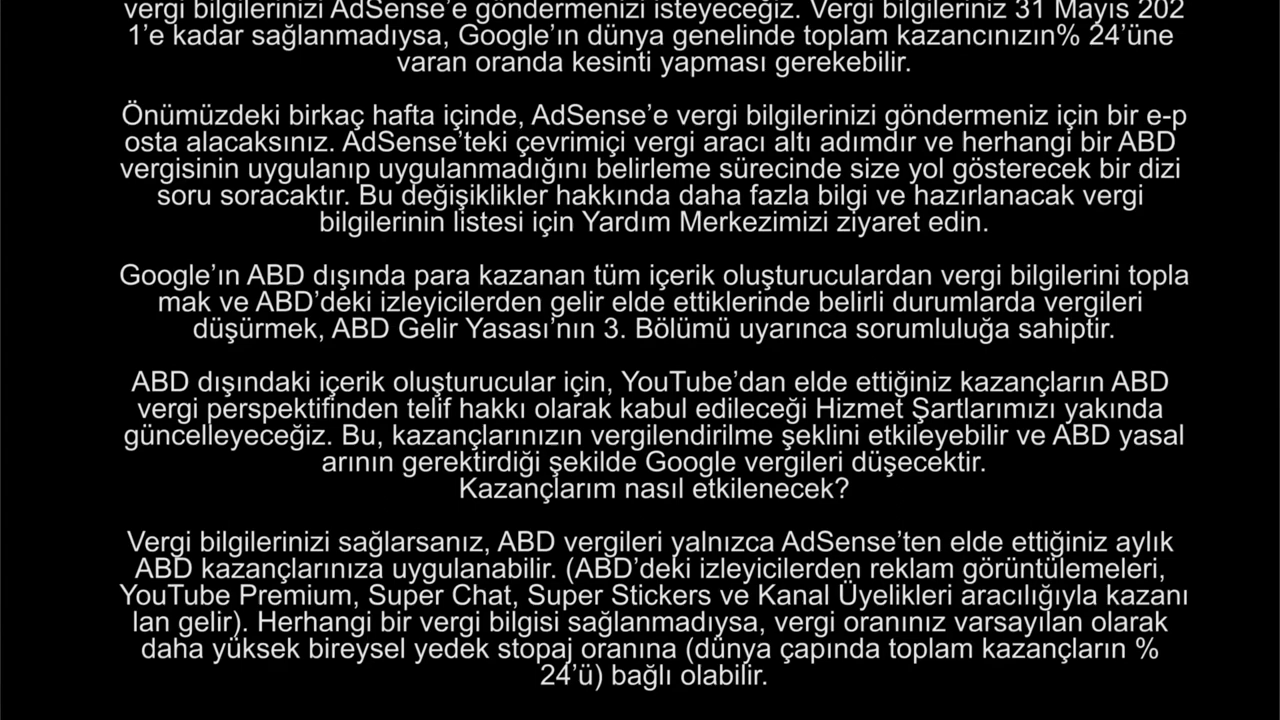 vergi bilgilerinizi AdSense’e göndermenizi isteyeceğiz. Vergi bilgileriniz 31 Mayıs 202
1’e kadar sağlanmadıysa, Google’ın dünya genelinde toplam kazancınızın% 24’üne
varan oranda kesinti yapması gerekebilir.
Önümüzdeki birkaç hafta içinde, AdSense’e vergi bilgilerinizi göndermeniz için bir e-p
osta alacaksınız. AdSense’teki çevrimiçi vergi aracı altı adımdır ve herhangi bir ABD
vergisinin uygulanıp uygulanmadığını belirleme sürecinde size yol gösterecek bir dizi
soru soracaktır. Bu değişiklikler hakkında daha fazla bilgi ve hazırlanacak vergi
bilgilerinin listesi için Yardım Merkezimizi ziyaret edin.
Google’ın ABD dışında para kazanan tüm içerik oluşturuculardan vergi bilgilerini topla
mak ve ABD’deki izleyicilerden gelir elde ettiklerinde belirli durumlarda vergileri
düşürmek, ABD Gelir Yasası’nın 3. Bölümü uyarınca sorumluluğa sahiptir.
ABD dışındaki içerik oluşturucular için, YouTube’dan elde ettiğiniz kazançların ABD
vergi perspektifinden telif hakkı olarak kabul edileceği Hizmet Şartlarımızı yakında
güncelleyeceğiz. Bu, kazançlarınızın vergilendirilme şeklini etkileyebilir ve ABD yasal
arının gerektirdiği şekilde Google vergileri düşecektir.
Kazançlarım nasıl etkilenecek?
Vergi bilgilerinizi sağlarsanız, ABD vergileri yalnızca AdSense’ten elde ettiğiniz aylık
ABD kazançlarınıza uygulanabilir. (ABD’deki izleyicilerden reklam görüntülemeleri,
YouTube Premium, Super Chat, Super Stickers ve Kanal Üyelikleri aracılığıyla kazanı
lan gelir). Herhangi bir vergi bilgisi sağlanmadıysa, vergi oranınız varsayılan olarak
daha yüksek bireysel yedek stopaj oranına (dünya çapında toplam kazançların %
24’ü) bağlı olabilir.